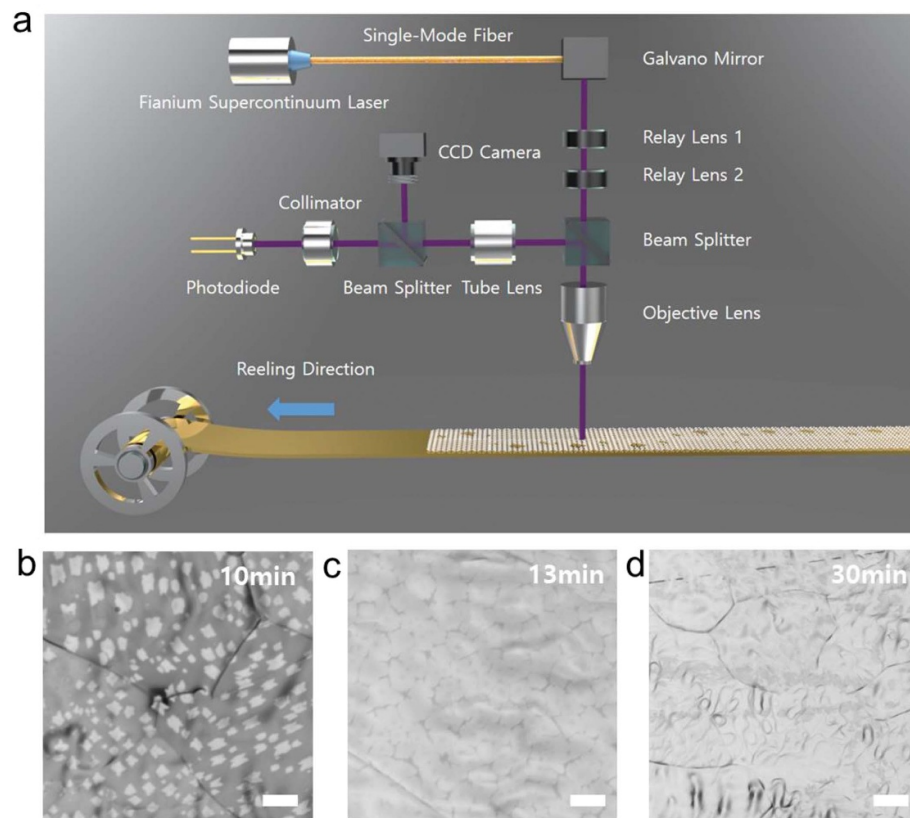 a
Single-Mode Fiber
Galvano Mirror
Fianium Supercontinuum Laser
Relay Lens 1
CCD Camera
Relay Lens 2
Collimator
Beam Splitter
Photodiode
Beam Splitter
Tube Lens
Objective Lens
Reeling Direction
b
10min
c
13min
d
30min